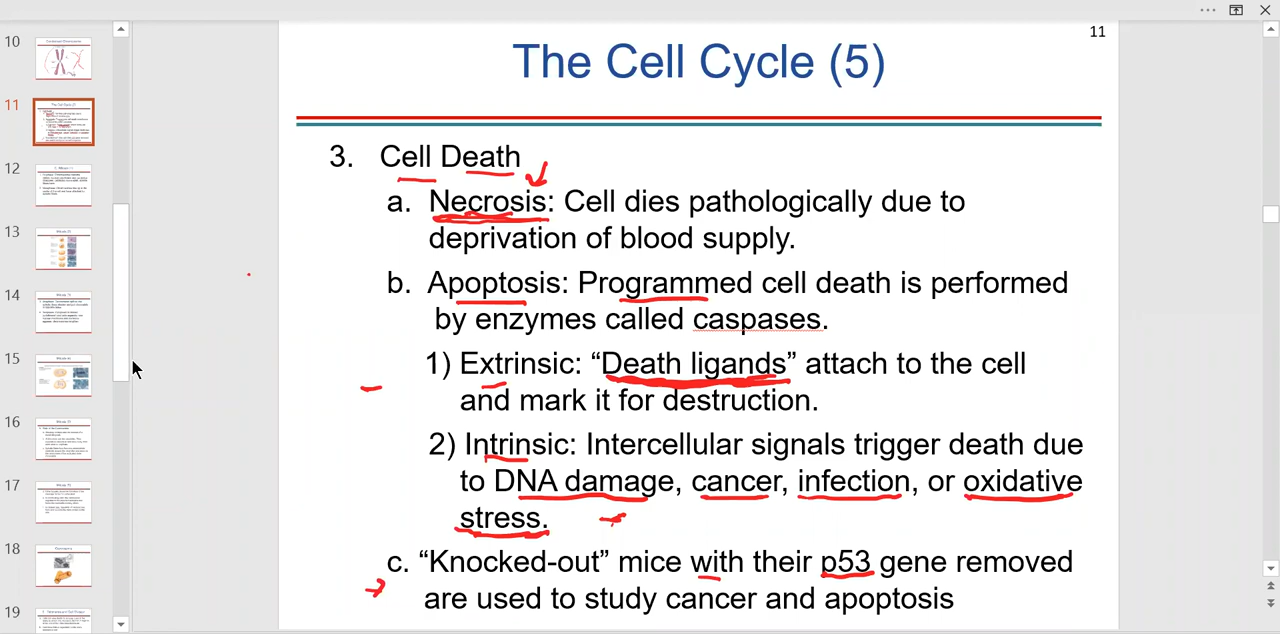 11
The Cell Cycle (5)
3. Cell Death
a. Necrosis: Cell dies pathologically due to
deprivation of blood supply.
b. Apoptosis: Programmed cell death is performed
by enzymes called caspases.
1) Extrinsic: “Death ligands” attach to the cell
and mark it for destruction.
2) Intrinsic: Intercellular signals trigger death due
to DNA damage, cancer, infection, or oxidative
stress.
c. “Knocked-out” mice with their p53 gene removed
are used to study cancer and apoptosis
10
11
12
13
14
15
16
17
18
19